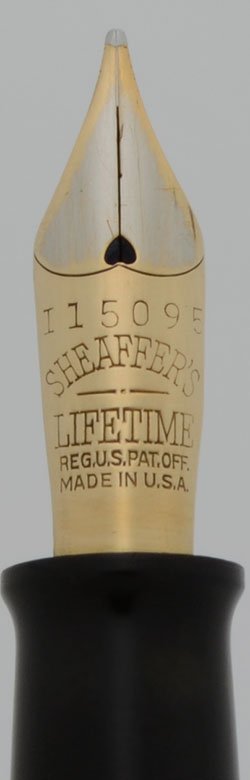 I15095
SHEAFFER'S
LIFETIME
REG.U.S.PAT.OFF.
MADE IN U.S.A.